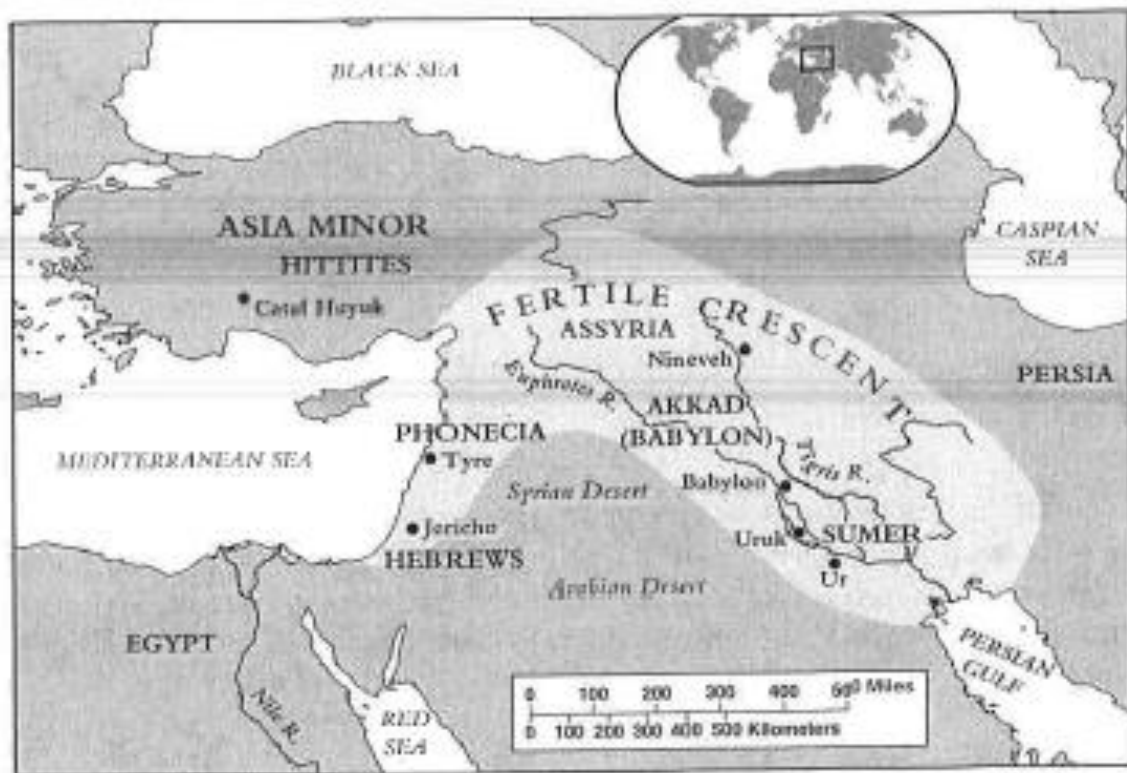 BLACK SEA
ASIA MINOR
HITTITES
CASPIAN
SEA
Catal Huyuk
FERTILE CRESCENT
ASSYRIA
Nineveh
Euphrates R.
PERSIA
AKKAD
(BABYLON)
PHONECIA
Tyre
MEDITERRANEAN SEA
Tigris R.
Syrian Desert
Babylon
Jericho
HEBREWS
Uruk
SUMER
Ur
Arabian Desert
EGYPT
PERSIAN
GULF
Nile R.
RED
SEA
0 100 200 300 400 500 Miles
0 100 200 300 400 500 Kilometers